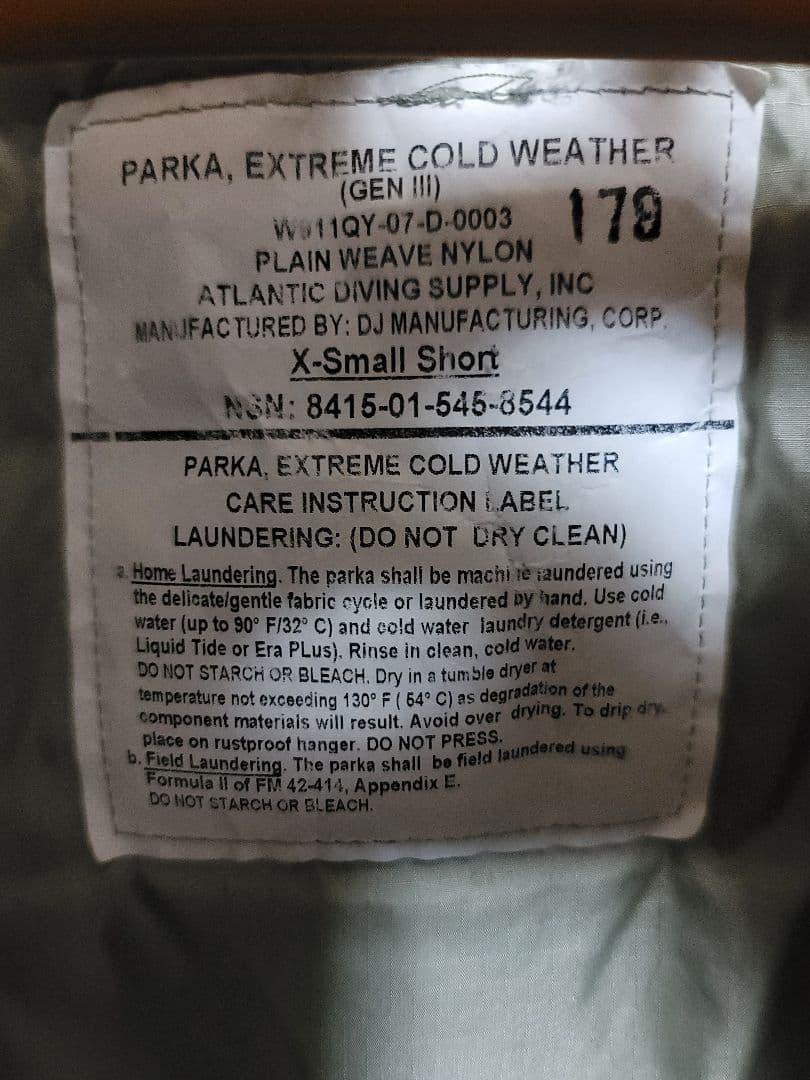 PARKA, EXTREME COLD WEATHER
(GEN III)
W911QY-07-D-0003
179
PLAIN WEAVE NYLON
ATLANTIC DIVING SUPPLY, INC
MANUFACTURED BY: DJ MANUFACTURING, CORP.
X-Small Short
NSN: 8415-01-545-8544
PARKA, EXTREME COLD WEATHER
CARE INSTRUCTION LABEL
LAUNDERING: (DO NOT DRY CLEAN)
a. Home Laundering. The parka shall be machine laundered using
the delicate/gentle fabric cycle or laundered by hand. Use cold
water (up to 90° F/32° C) and cold water laundry detergent (i.e.,
Liquid Tide or Era PLus). Rinse in clean, cold water.
DO NOT STARCH OR BLEACH. Dry in a tumble dryer at
temperature not exceeding 130° F ( 54° C) as degradation of the
component materials will result. Avoid over drying. To drip dry,
place on rustproof hanger. DO NOT PRESS.
b. Field Laundering. The parka shall be field laundered using
Formula II of FM 42-414, Appendix E.
DO NOT STARCH OR BLEACH.